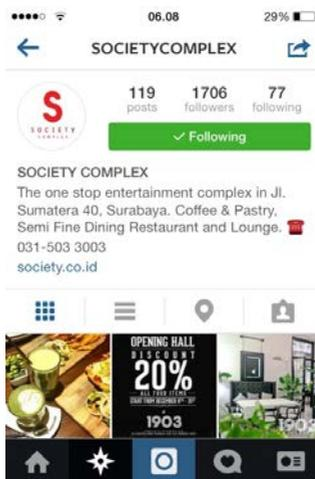 06.08
29%
SOCIETYCOMPLEX
S
SOCIETY
COMPLEX
119
posts
1706
followers
77
following
✓ Following
SOCIETY COMPLEX
The one stop entertainment complex in Jl.
Sumatera 40, Surabaya. Coffee & Pastry,
Semi Fine Dining Restaurant and Lounge. ☎️
031-503 3003
society.co.id
OPENING HALL
DISCOUNT
20%
ALL FOOD ITEMS
1903
1903